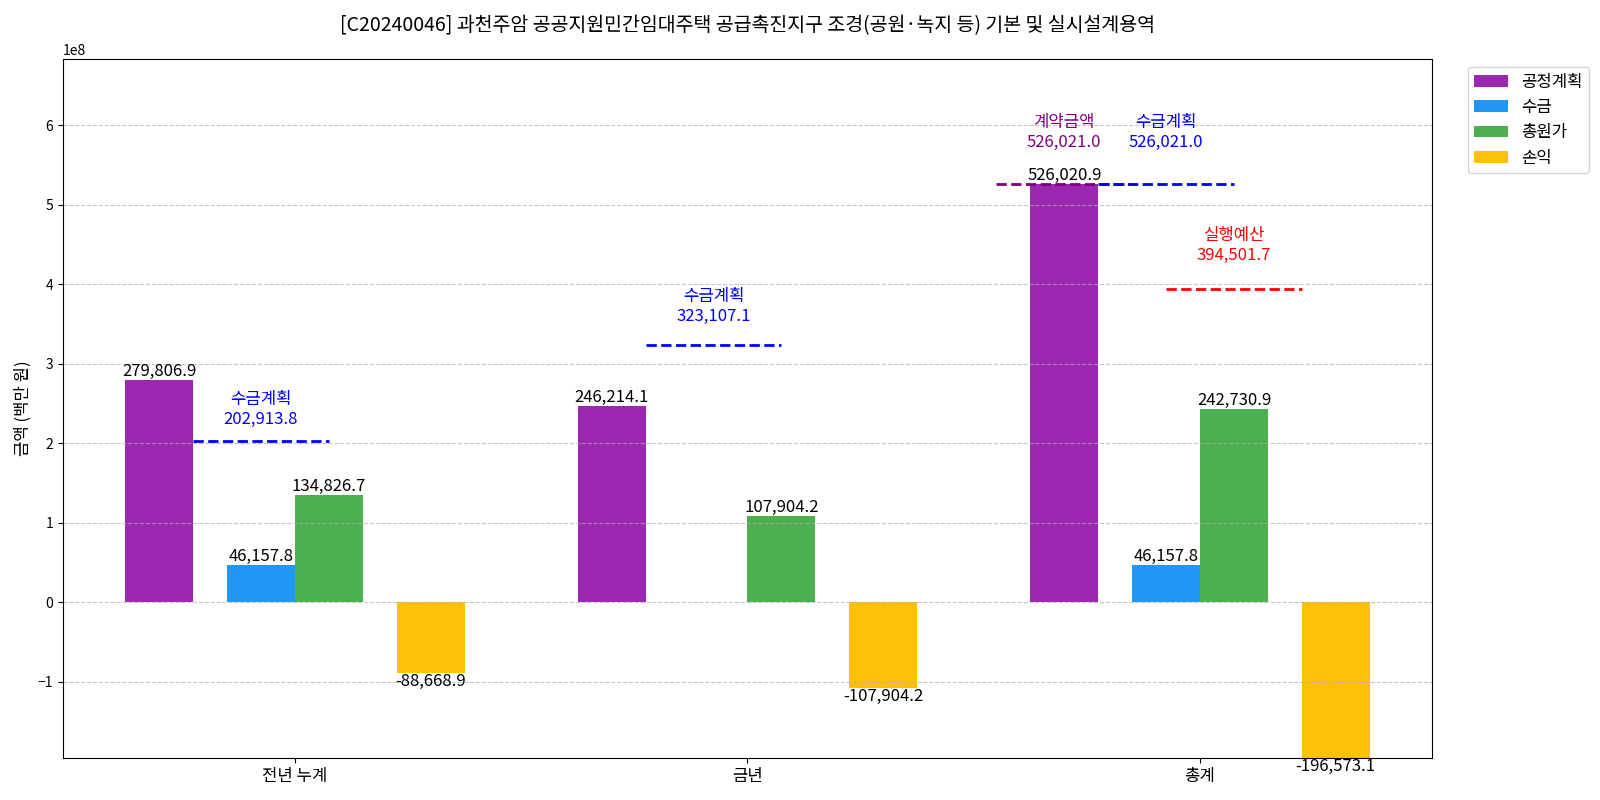 [C20240046] 과천주암 공공지원민간임대주택 공급촉진지구 조경(공원·녹지 등) 기본 및 실시설계용역
1e8
공정계획
수금
총원가
손익
금액 (백만 원)
6
5
4
3
2
1
0
−1
279,806.9
수금계획
202,913.8
46,157.8
134,826.7
-88,668.9
246,214.1
수금계획
323,107.1
107,904.2
-107,904.2
계약금액
526,021.0
수금계획
526,021.0
526,020.9
실행예산
394,501.7
46,157.8
242,730.9
-196,573.1
전년 누계
금년
총계